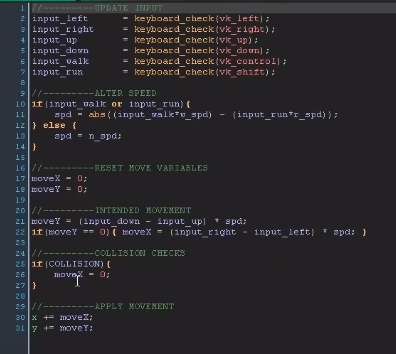 1 //---------UPDATE INPUT
2 input_left = keyboard_check(vk_left);
3 input_right = keyboard_check(vk_right);
4 input_up = keyboard_check(vk_up);
5 input_down = keyboard_check(vk_down);
6 input_walk = keyboard_check(vk_control);
7 input_run = keyboard_check(vk_shift);
8
9 //---------ALTER SPEED
10 if(input_walk or input_run){
11 spd = abs((input_walk*w_spd) - (input_run*r_spd));
12 } else {
13 spd = n_spd;
14 }
15
16 //---------RESET MOVE VARIABLES
17 moveX = 0;
18 moveY = 0;
19
20 //---------INTENDED MOVEMENT
21 moveY = (input_down - input_up) * spd;
22 if(moveY == 0){ moveX = (input_right - input_left) * spd; }
23
24 //---------COLLISION CHECKS
25 if(COLLISION){
26 moveX = 0;
27 }
28
29 //---------APPLY MOVEMENT
30 x += moveX;
31 y += moveY;